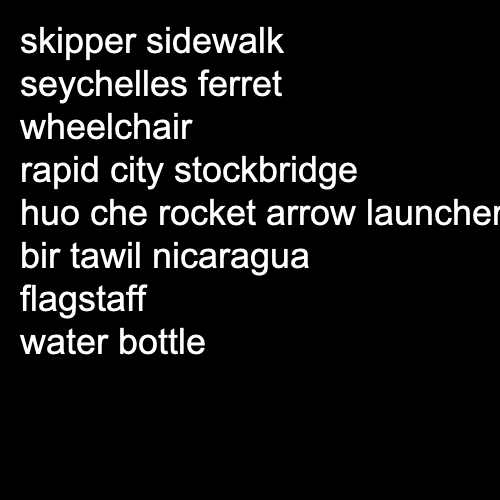 skipper sidewalk
seychelles ferret
wheelchair
rapid city stockbridge
huo che rocket arrow launcher
bir tawil nicaragua
flagstaff
water bottle